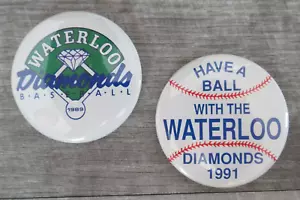 WATERLOO
Diamonds
BASEBALL
1989
HAVE A
BALL
WITH THE
WATERLOO
DIAMONDS
1991